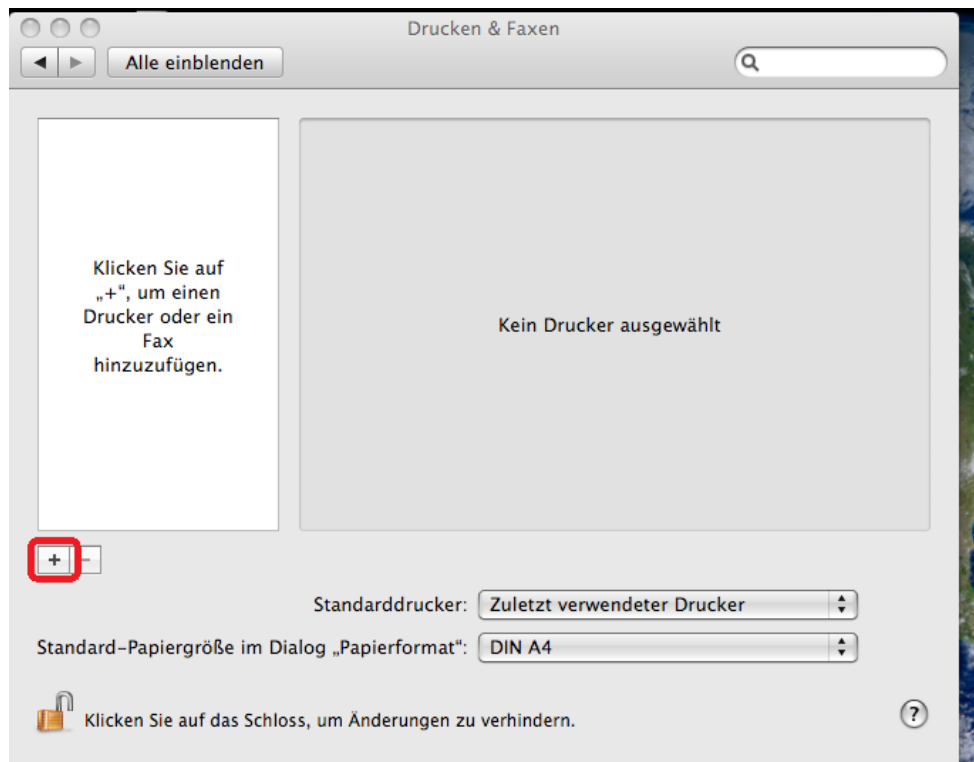 Drucken & Faxen
Alle einblenden
Klicken Sie auf
„+“, um einen
Drucker oder ein
Fax
hinzuzufügen.
Kein Drucker ausgewählt
+ −
Standarddrucker: Zuletzt verwendeter Drucker
Standard-Papiergröße im Dialog „Papierformat“: DIN A4
Klicken Sie auf das Schloss, um Änderungen zu verhindern.
?